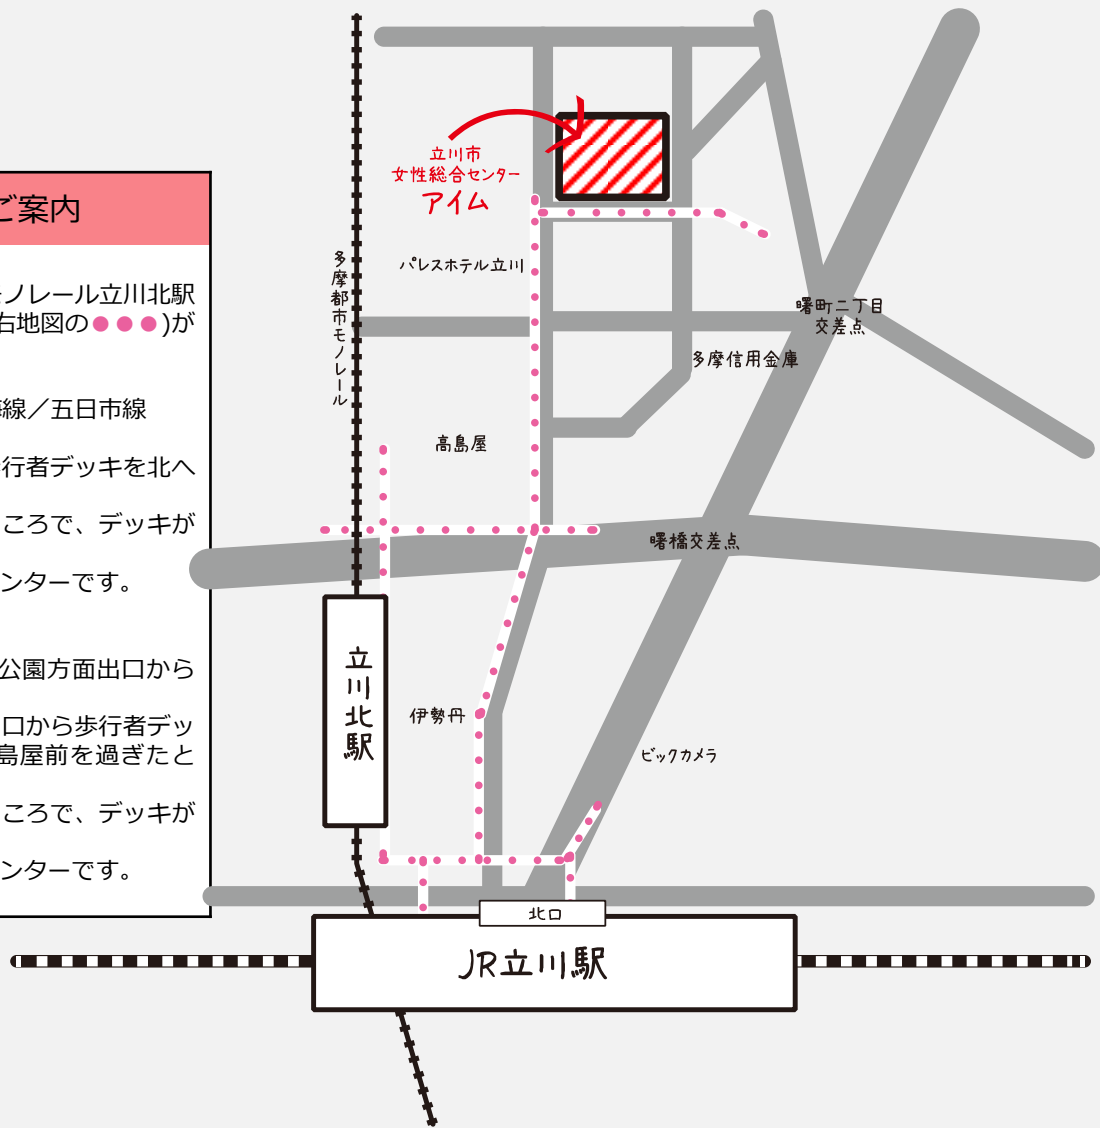 ご案内
モノレール立川北駅
右地図の●●●)が
海線／五日市線
行者デッキを北へ
ころで、デッキが
ンターです。
公園方面出口から
口から歩行者デッ
島屋前を過ぎたと
ころで、デッキが
ンターです。
立川市
女性総合センター
アイム
多摩都市モノレール
パレスホテル立川
曙町二丁目
交差点
多摩信用金庫
高島屋
曙橋交差点
立川北駅
伊勢丹
ビックカメラ
北口
JR立川駅